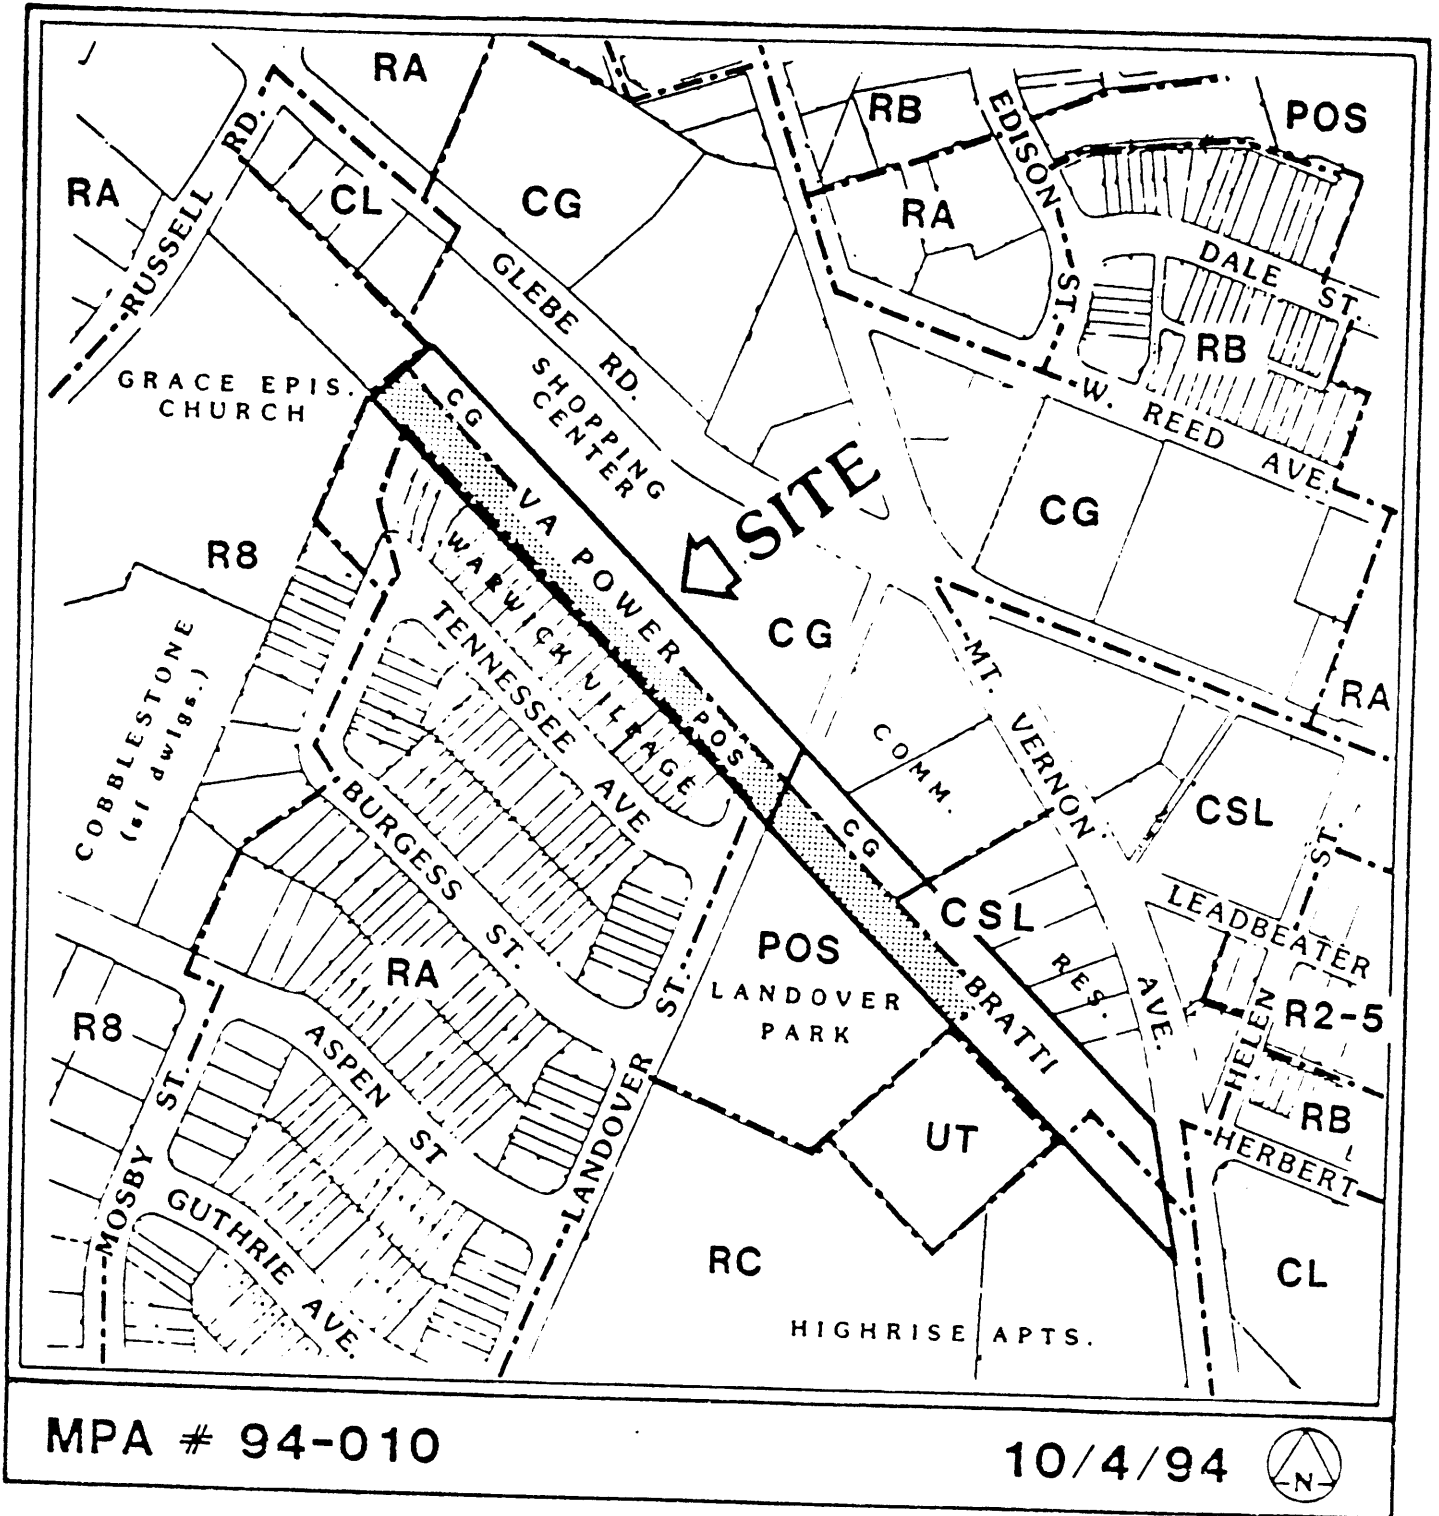 RA
RB
EDISON ST.
POS
RUSSELL RD.
RA
CL
CG
RA
DALE ST.
GLEBE RD.
RB
GRACE EPIS.
CHURCH
CG
SHOPPING
CENTER
W. REED AVE.
SITE
CG
R8
VA POWER
WARWICK VILLAGE
TENNESSEE AVE
CG
MT. VERNON AVE.
RA
COBBLESTONE
(sf dwlgs.)
POS
COMM.
CSL
BURGESS ST.
CG
CSL
LEADBEATER
HELEN ST.
POS
LANDOVER
PARK
RES.
RA
BRATTI
R2-5
R8
ASPEN ST
LANDOVER ST.
UT
RB
HERBERT
MOSBY ST.
GUTHRIE AVE.
RC
CL
HIGHRISE APTS.
MPA # 94-010
10/4/94
N